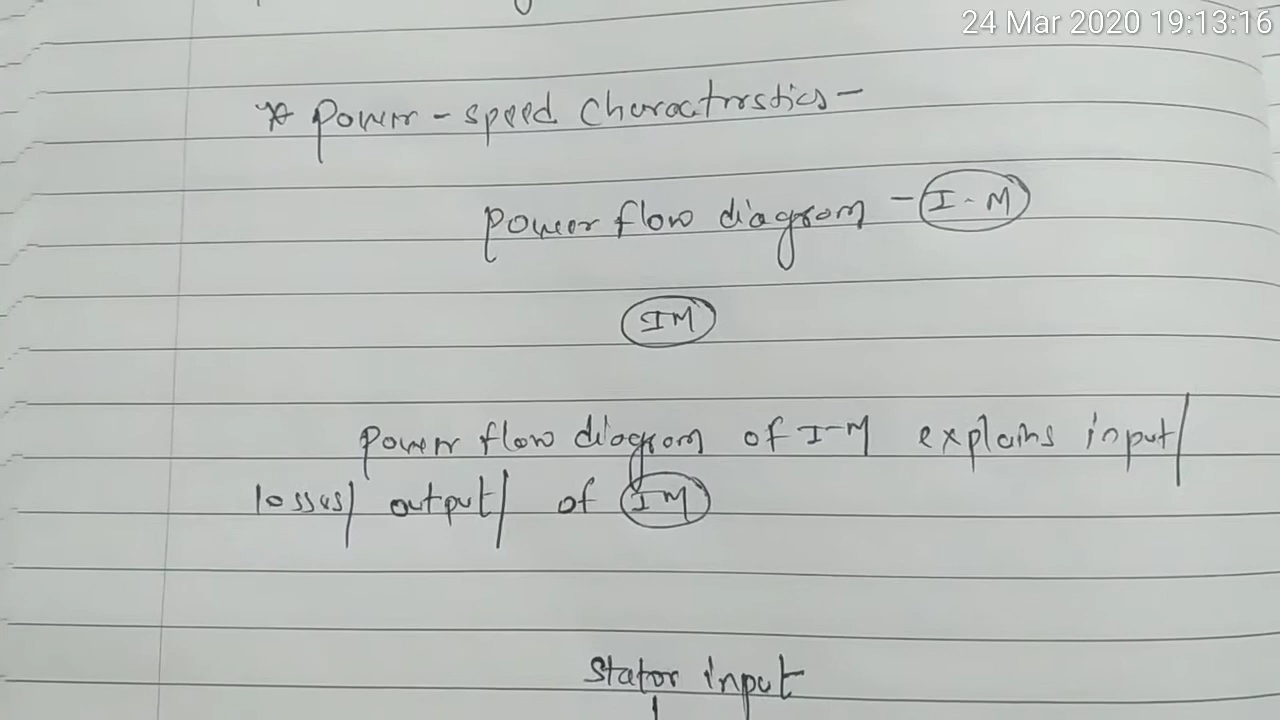 24 Mar 2020 19:13:16
* Power - speed charactrrstics -
power flow diagram - I - M
IM
power flow diagram of I-M explains input/
losses/ output/ of IM
Stator input